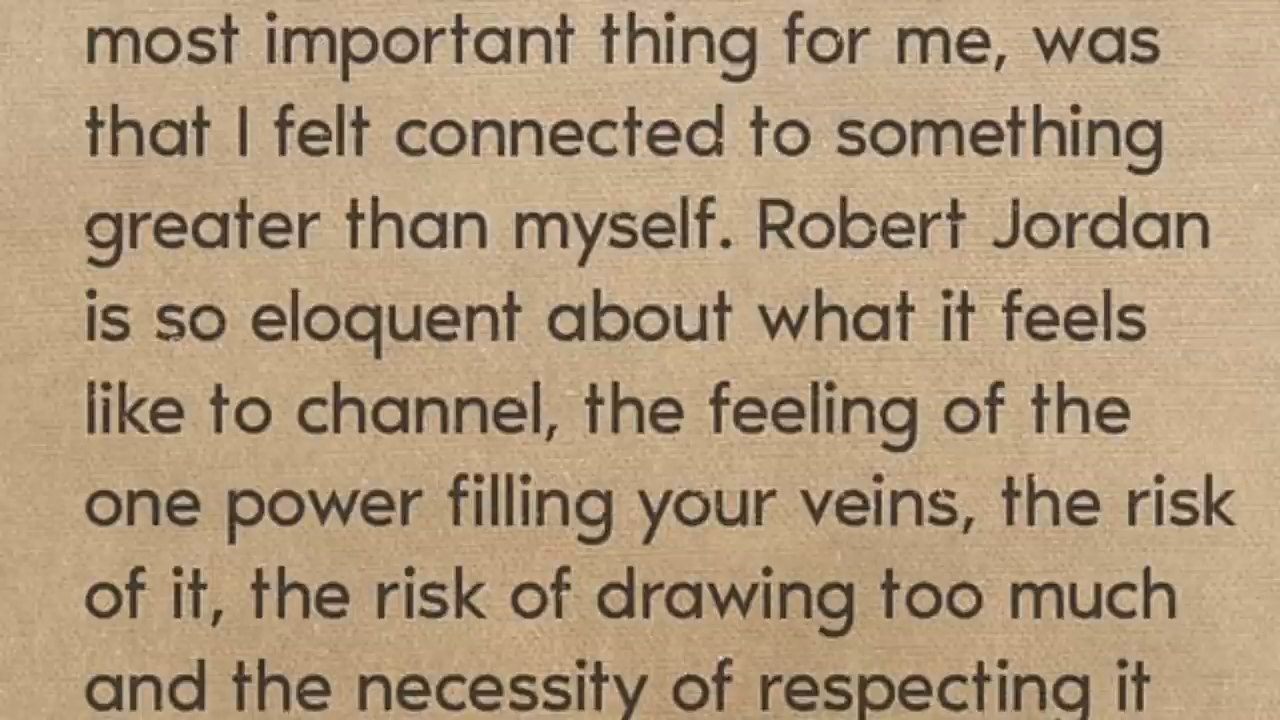 most important thing for me, was
that I felt connected to something
greater than myself. Robert Jordan
is so eloquent about what it feels
like to channel, the feeling of the
one power filling your veins, the risk
of it, the risk of drawing too much
and the necessity of respecting it